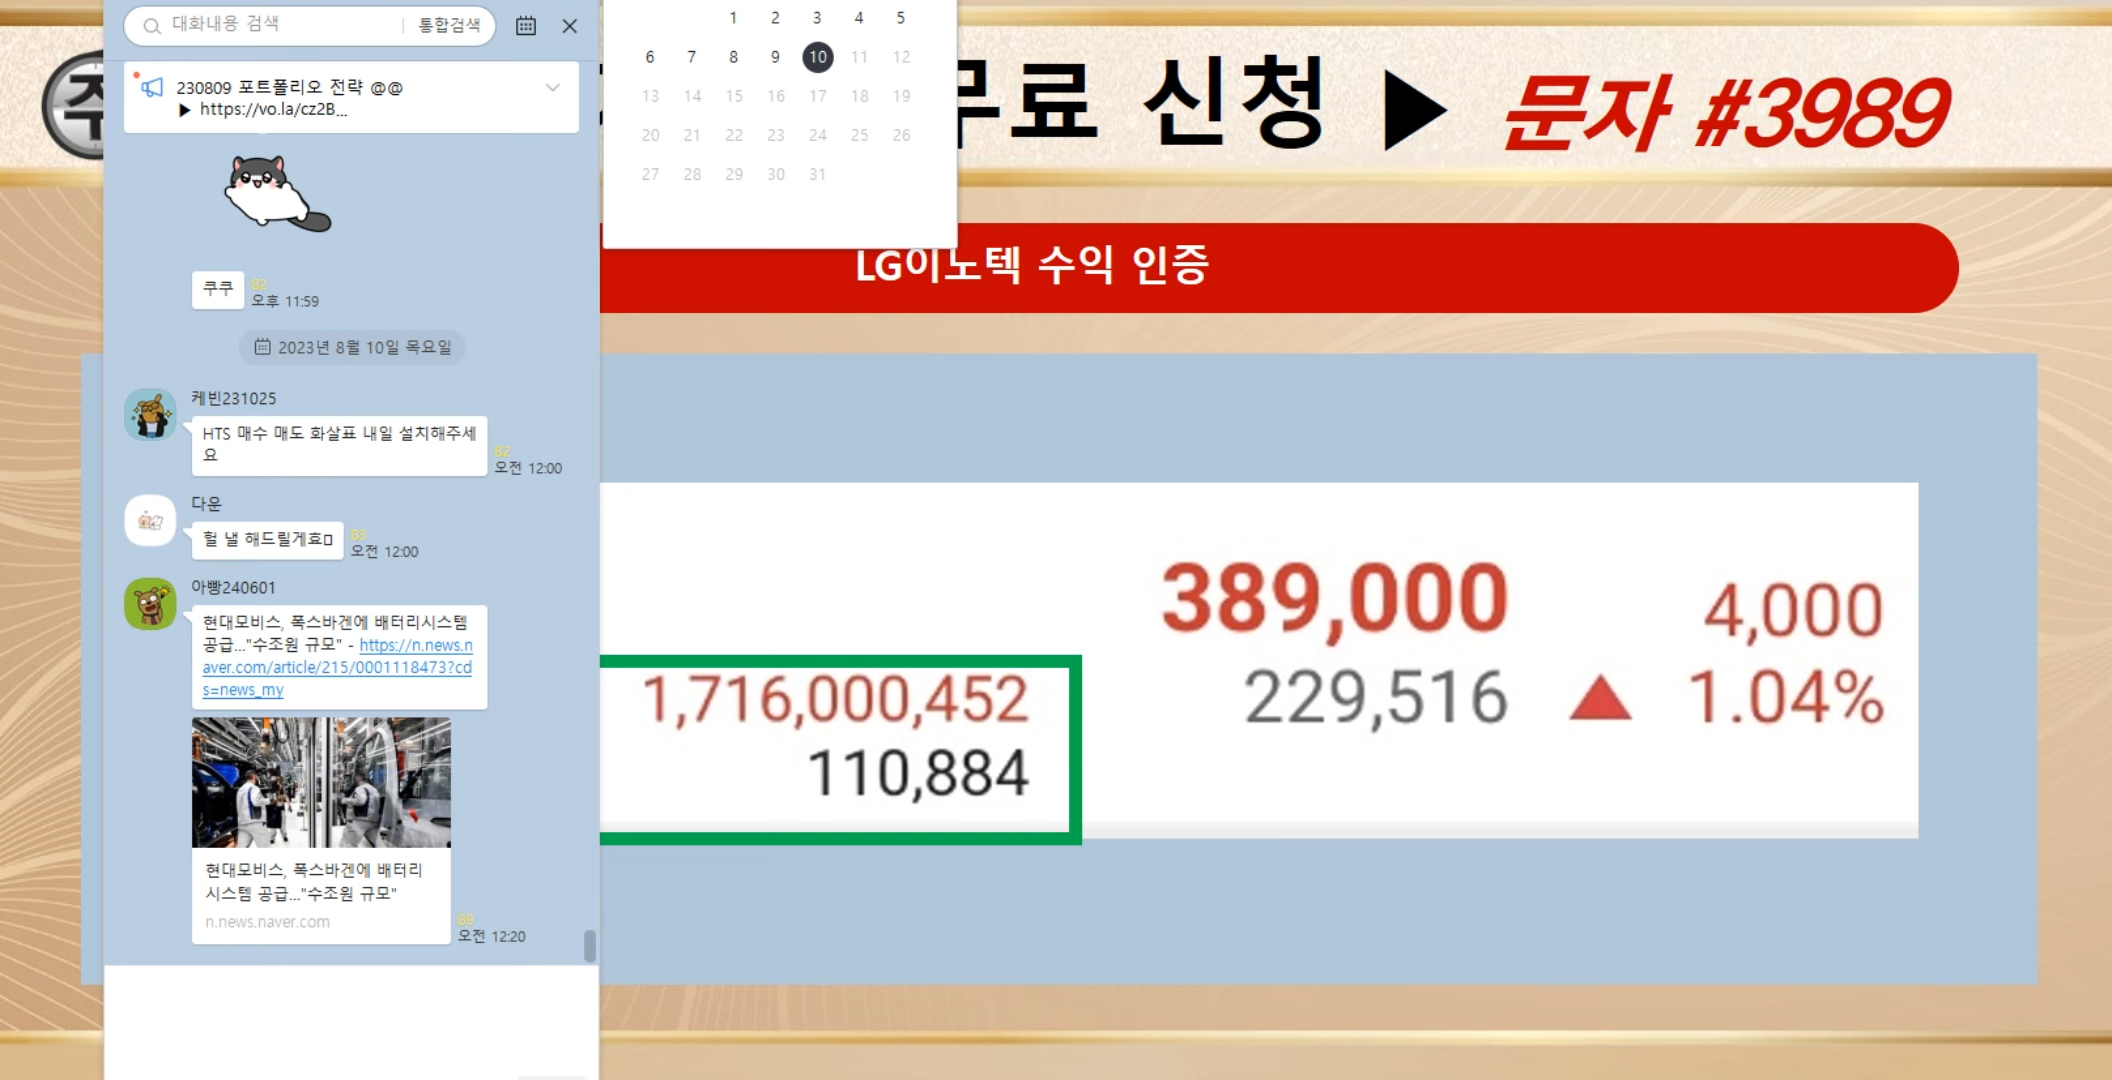 대화내용 검색
통합검색
230809 포트폴리오 전략 @@
▶ https://vo.la/cz2B...
쿠쿠
82
오후 11:59
2023년 8월 10일 목요일
케빈231025
HTS 매수 매도 화살표 내일 설치해주세
요
82
오전 12:00
다운
헐 낼 해드릴게효
83
오전 12:00
아빵240601
현대모비스, 폭스바겐에 배터리시스템
공급..."수조원 규모" - https://n.news.n
aver.com/article/215/0001118473?cd
s=news_my
현대모비스, 폭스바겐에 배터리
시스템 공급..."수조원 규모"
n.news.naver.com
89
오전 12:20
1 2 3 4 5
6 7 8 9 10 11 12
13 14 15 16 17 18 19
20 21 22 23 24 25 26
27 28 29 30 31
무료 신청 ▶ 문자 #3989
LG이노텍 수익 인증
389,000 4,000
229,516 ▲ 1.04%
1,716,000,452
110,884